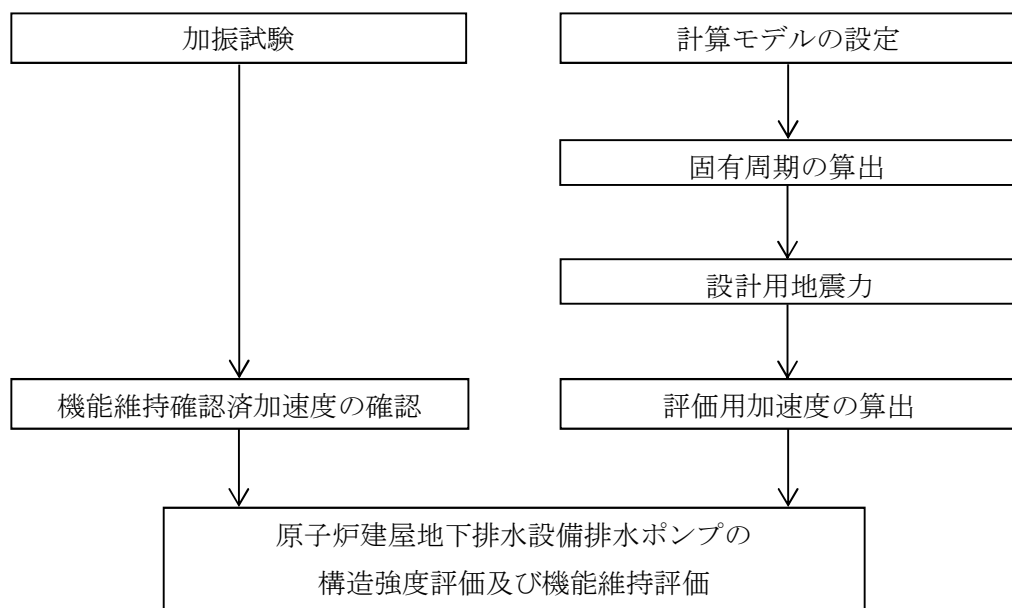 加振試験
計算モデルの設定
固有周期の算出
設計用地震力
機能維持確認済加速度の確認
評価用加速度の算出
原子炉建屋地下排水設備排水ポンプの
構造強度評価及び機能維持評価